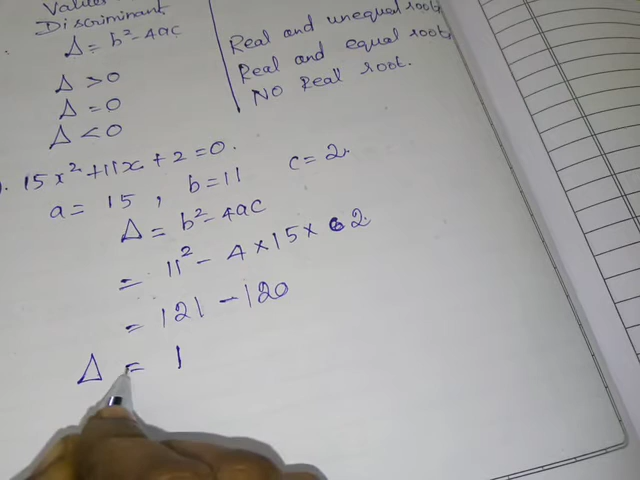 Values
Discriminant
Δ = b²-4ac
Δ > 0
Δ = 0
Δ < 0
Real and unequal roots
Real and equal roots
No Real root.
15x²+11x+2=0.
a = 15, b = 11 c = 2.
Δ = b²-4ac
= 11² - 4×15× 2.
= 121 - 120
Δ = 1